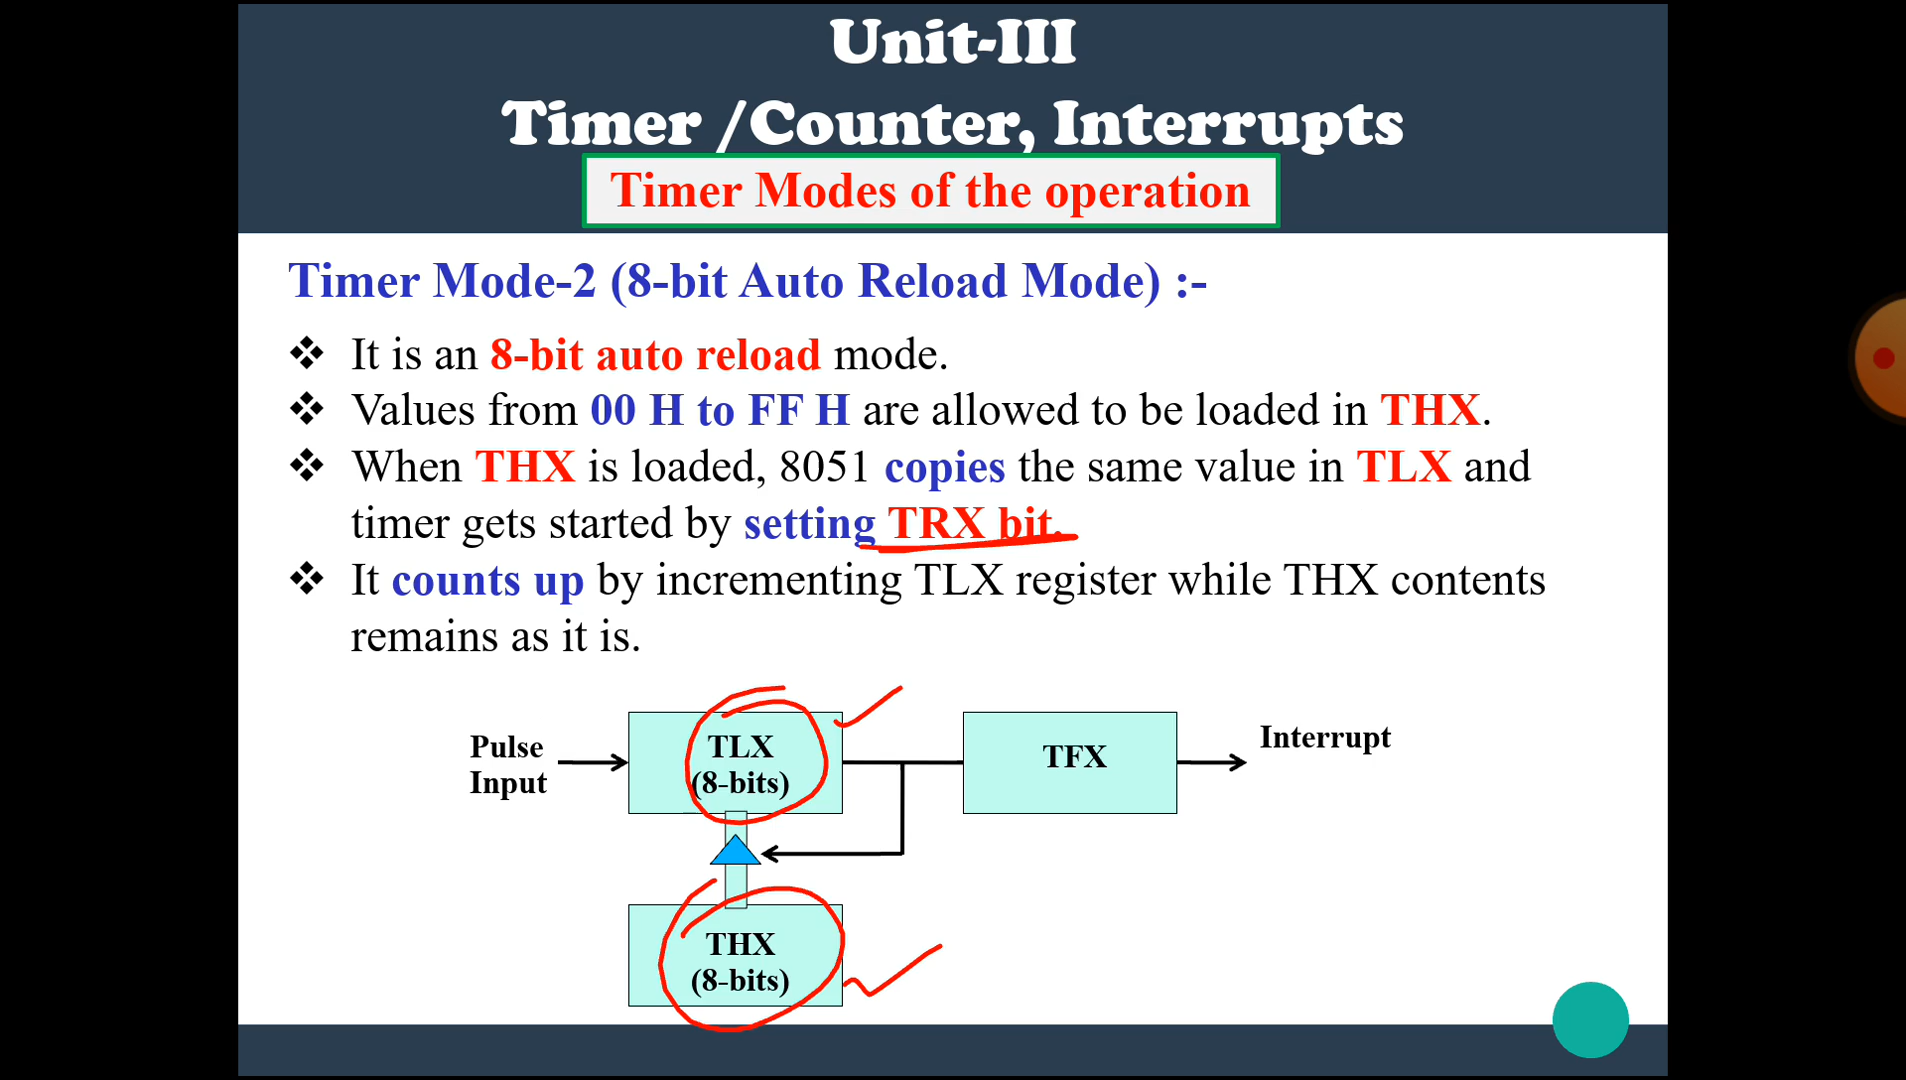 Unit-III
Timer /Counter, Interrupts
Timer Modes of the operation
Timer Mode-2 (8-bit Auto Reload Mode) :-
❖ It is an 8-bit auto reload mode.
❖ Values from 00 H to FF H are allowed to be loaded in THX.
❖ When THX is loaded, 8051 copies the same value in TLX and
timer gets started by setting TRX bit.
❖ It counts up by incrementing TLX register while THX contents
remains as it is.
Pulse
Input
TLX
(8-bits)
TFX
Interrupt
THX
(8-bits)